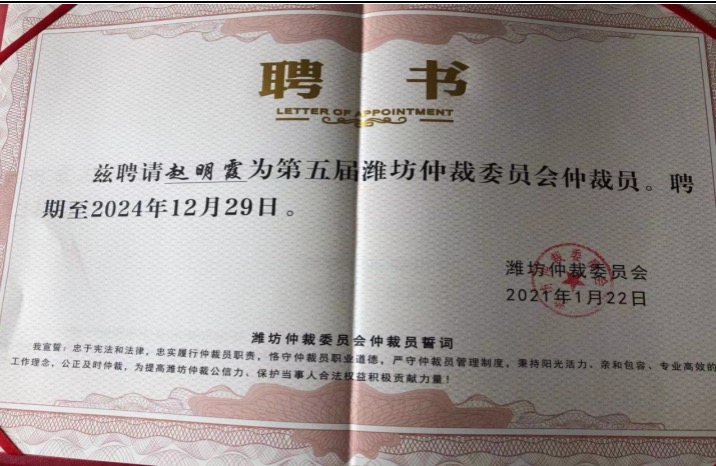 聘书
LETTER OF APPOINTMENT
兹聘请赵明霞为第五届潍坊仲裁委员会仲裁员。聘
期至2024年12月29日。
潍坊仲裁委员会
2021年1月22日
潍坊仲裁委员会仲裁员誓词
我宣誓：忠于宪法和法律，忠实履行仲裁员职责，恪守仲裁员职业道德，严守仲裁员管理制度，秉持阳光活力、亲和包容、专业高效的
工作理念，公正及时仲裁，为提高潍坊仲裁公信力、保护当事人合法权益积极贡献力量！